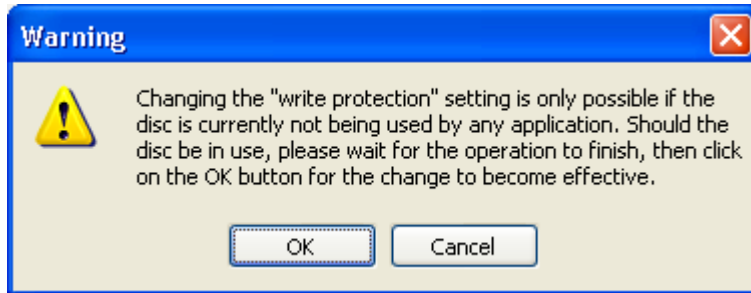 Warning
Changing the "write protection" setting is only possible if the
disc is currently not being used by any application. Should the
disc be in use, please wait for the operation to finish, then click
on the OK button for the change to become effective.
OK
Cancel